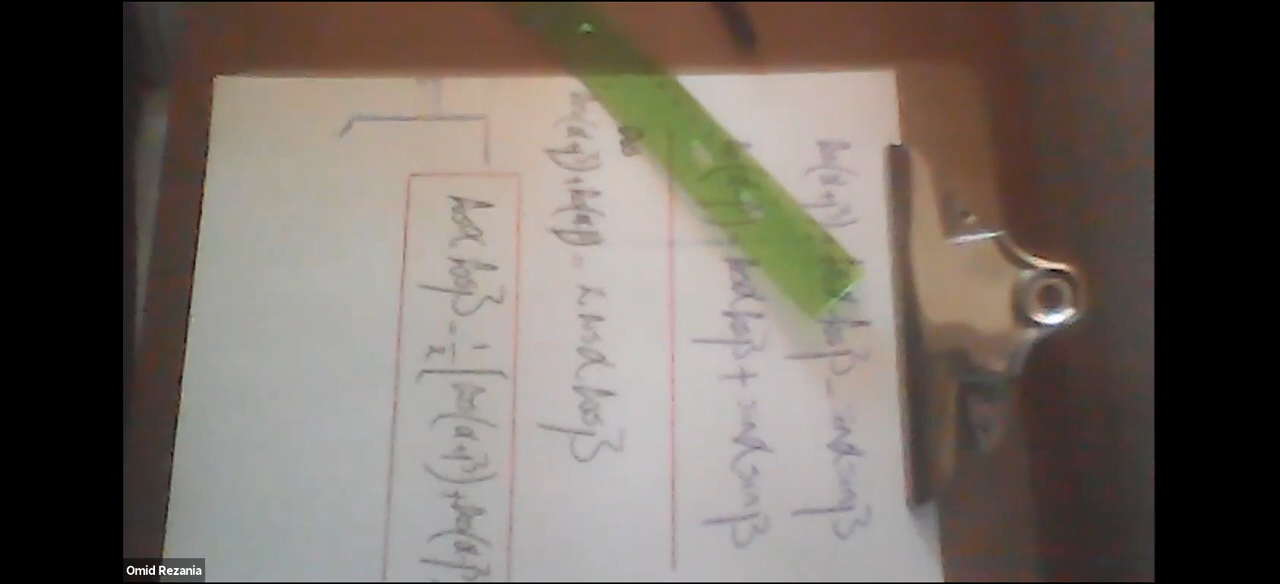 cos(α+β) = cosα cosβ - sinα sinβ
cosα cosβ + sinα sinβ
cos(α+β) + cos(α-β) = 2 cosα cosβ
cosα cosβ = 1/2 [cos(α+β) + cos(α-β
Omid Rezania